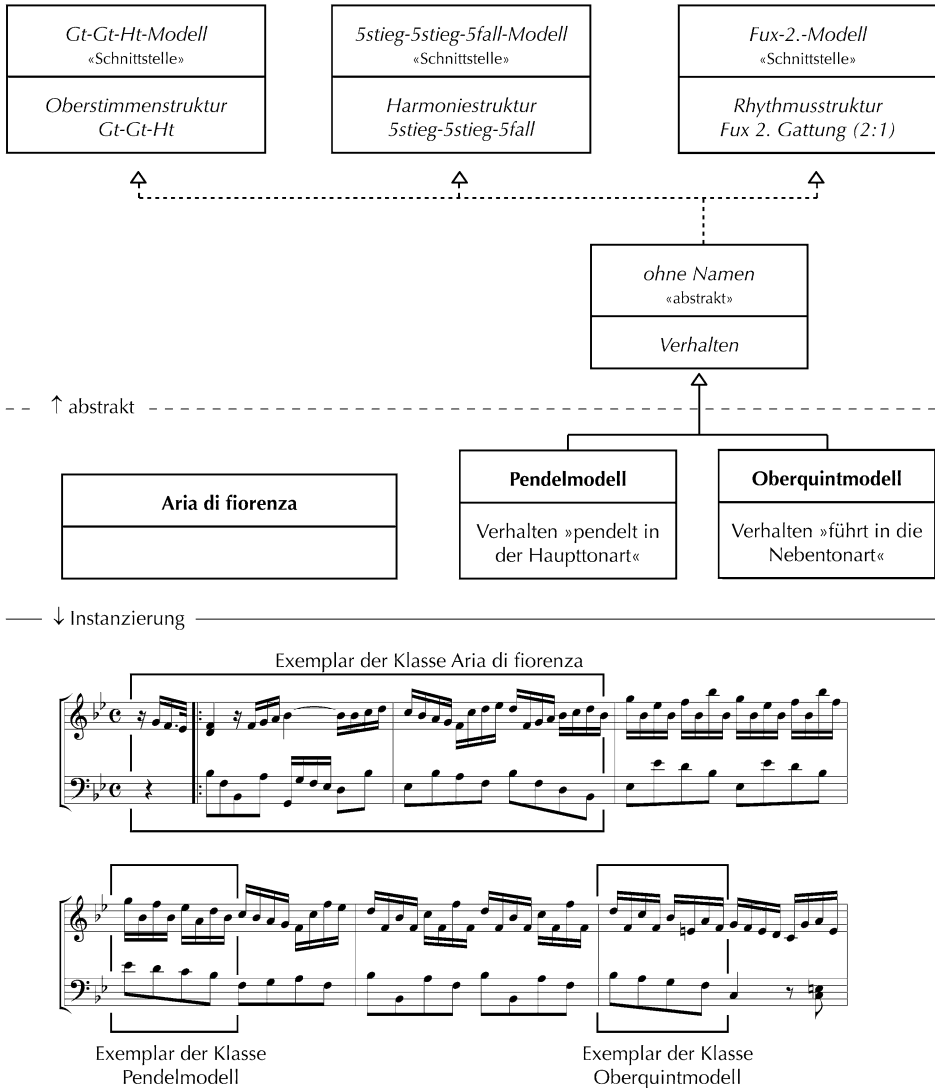 Gt-Gt-Ht-Modell
«Schnittstelle»
Oberstimmenstruktur
Gt-Gt-Ht
5stieg-5stieg-5fall-Modell
«Schnittstelle»
Harmoniestruktur
5stieg-5stieg-5fall
Fux-2.-Modell
«Schnittstelle»
Rhythmusstruktur
Fux 2. Gattung (2:1)
ohne Namen
«abstrakt»
Verhalten
↑ abstrakt
Aria di fiorenza
Pendelmodell
Verhalten »pendelt in
der Haupttonart«
Oberquintmodell
Verhalten »führt in die
Nebentonart«
↓ Instanzierung
Exemplar der Klasse Aria di fiorenza
Exemplar der Klasse
Pendelmodell
Exemplar der Klasse
Oberquintmodell